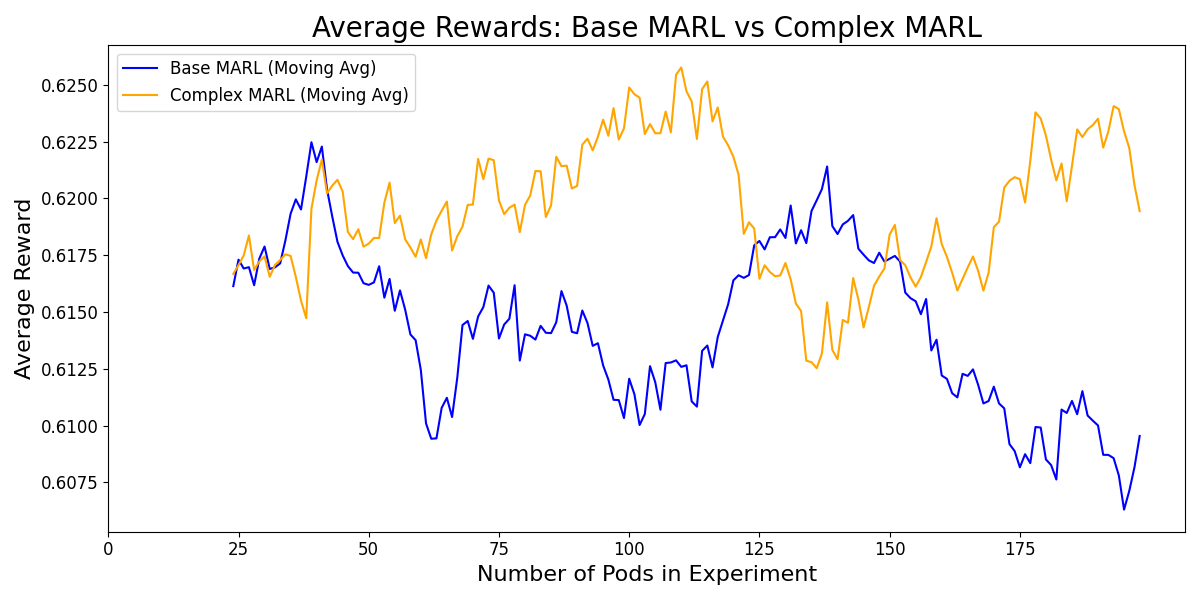 Average Rewards: Base MARL vs Complex MARL
Base MARL (Moving Avg)
Complex MARL (Moving Avg)
Average Reward
0.6250
0.6225
0.6200
0.6175
0.6150
0.6125
0.6100
0.6075
0 25 50 75 100 125 150 175
Number of Pods in Experiment